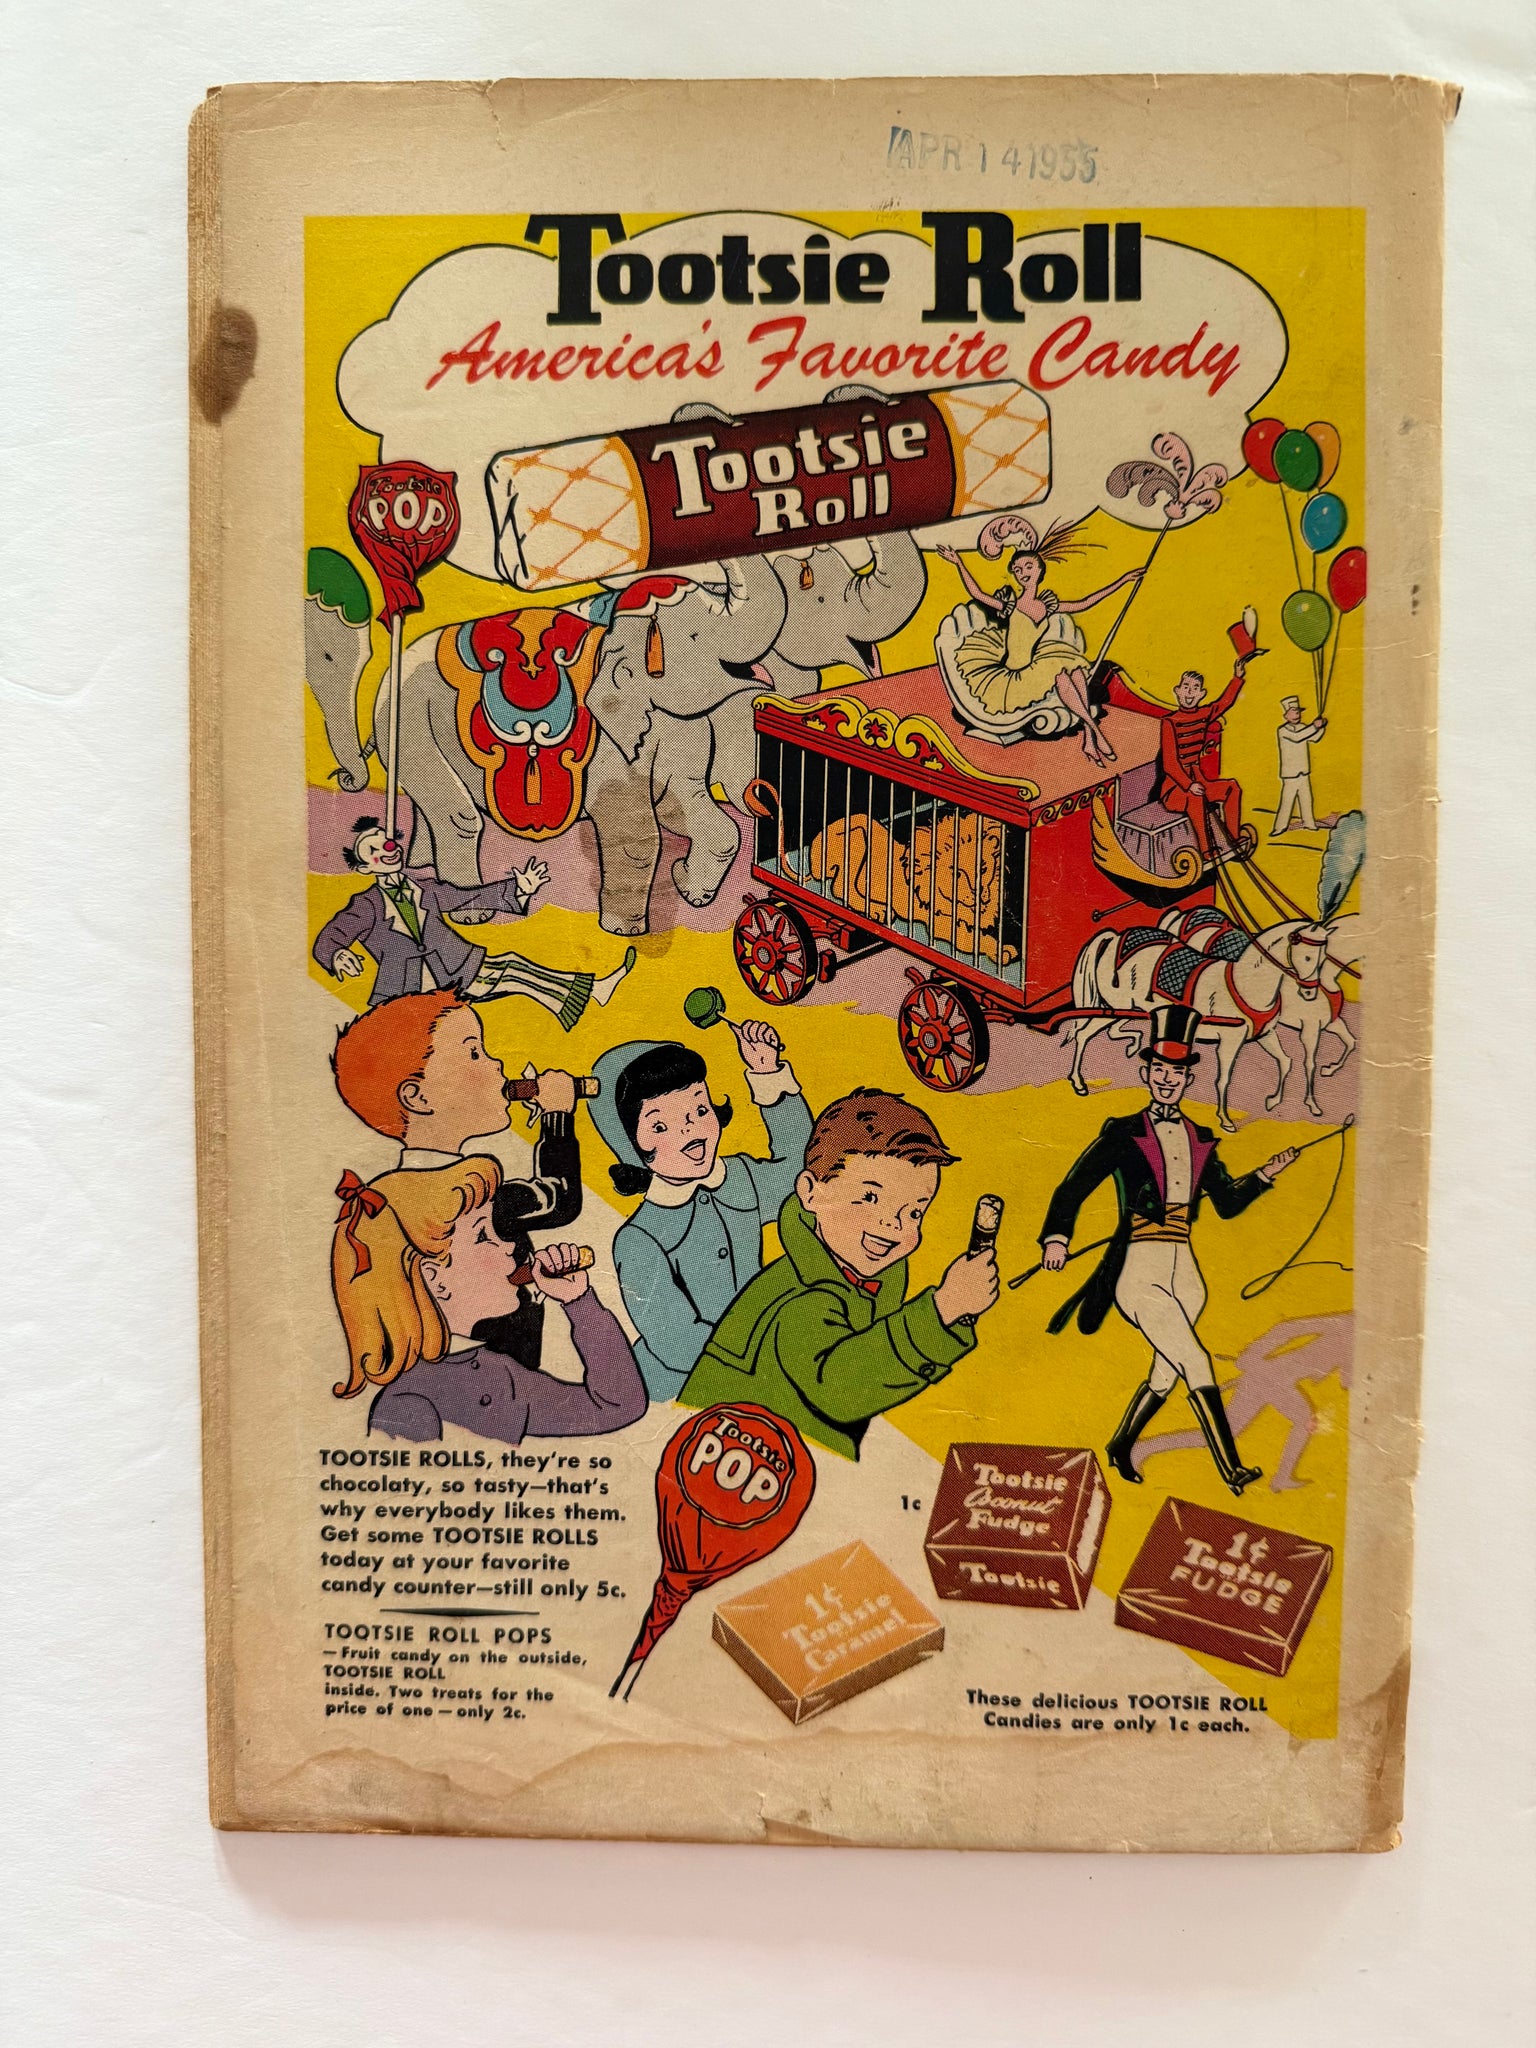 APR 14 1955
Tootsie Roll
America's Favorite Candy
Tootsie
Roll
Tootsie
POP
TOOTSIE ROLLS, they're so
chocolaty, so tasty—that's
why everybody likes them.
Get some TOOTSIE ROLLS
today at your favorite
candy counter—still only 5c.
TOOTSIE ROLL POPS
—Fruit candy on the outside,
TOOTSIE ROLL
inside. Two treats for the
price of one—only 2c.
Tootsie
POP
1¢
Tootsie
Caramel
1c
Tootsie
Coconut
Fudge
Tootsie
1¢
Tootsie
FUDGE
These delicious TOOTSIE ROLL
Candies are only 1c each.